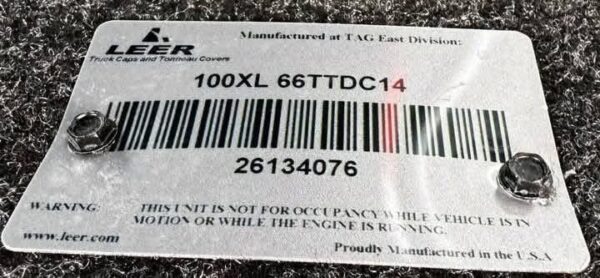 LEER
Truck Caps and Tonneau Covers
Manufactured at TAG East Division:
100XL 66TTDC14
26134076
WARNING: THIS UNIT IS NOT FOR OCCUPANCY WHILE VEHICLE IS IN
MOTION OR WHILE THE ENGINE IS RUNNING.
www.leer.com
Proudly Manufactured in the U.S.A